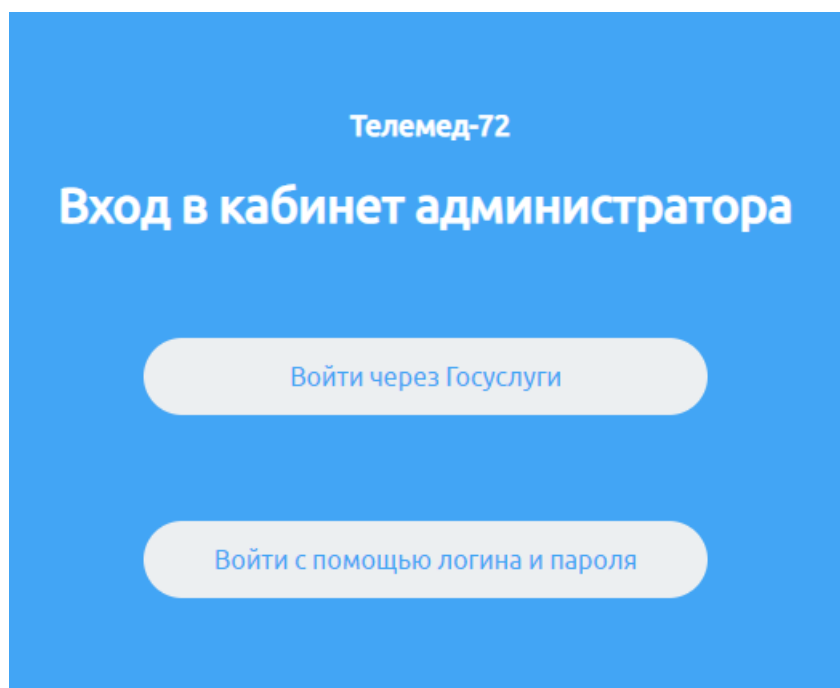 Телемед-72
Вход в кабинет администратора
Войти через Госуслуги
Войти с помощью логина и пароля